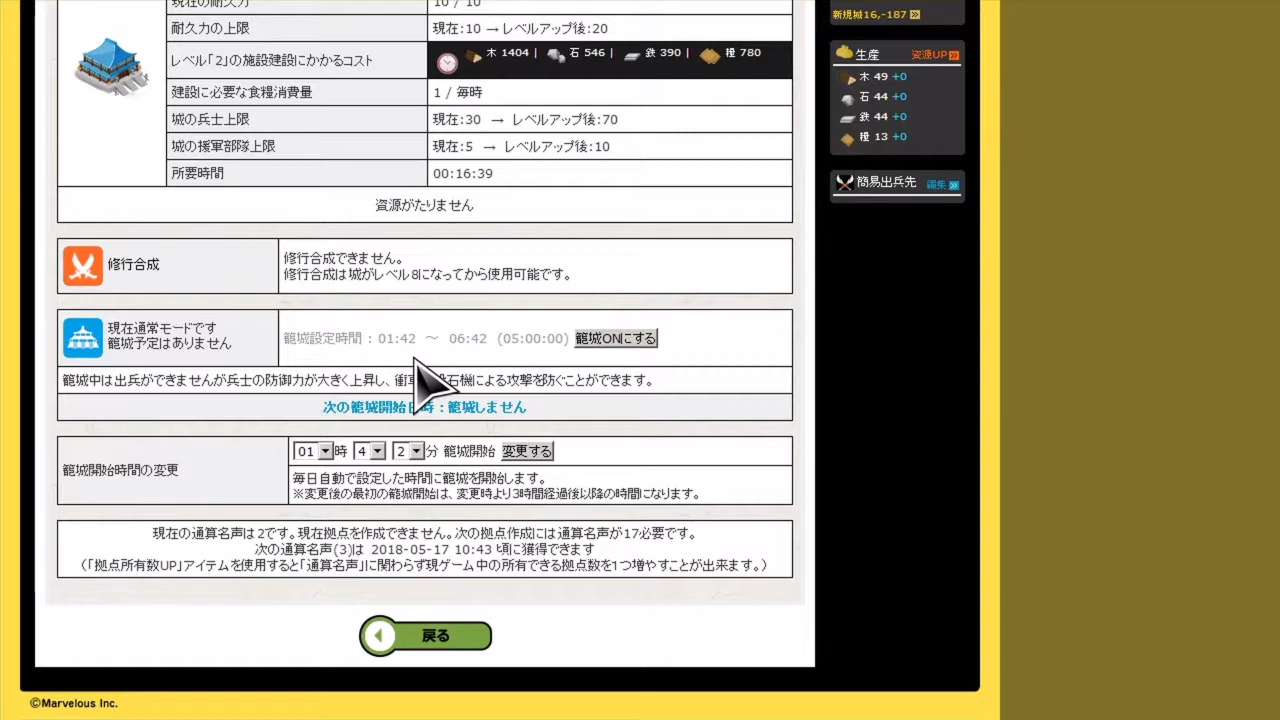 現在の耐久力 10 / 10
耐久力の上限 現在:10 → レベルアップ後:20
レベル「2」の施設建設にかかるコスト 木 1404 | 石 546 | 鉄 390 | 糧 780
建設に必要な食糧消費量 1 / 毎時
城の兵士上限 現在:30 → レベルアップ後:70
城の援軍部隊上限 現在:5 → レベルアップ後:10
所要時間 00:16:39
資源がたりません
修行合成 修行合成できません。
修行合成は城がレベル8になってから使用可能です。
現在通常モードです
籠城予定はありません
籠城設定時間 : 01:42 ～ 06:42 (05:00:00) 籠城ONにする
籠城中は出兵ができませんが兵士の防御力が大きく上昇し、衝車 石機による攻撃を防ぐことができます。
次の籠城開始日時 : 籠城しません
籠城開始時間の変更
01 時 4 2 分 籠城開始 変更する
毎日自動で設定した時間に籠城を開始します。
※変更後の最初の籠城開始は、変更時より3時間経過後以降の時間になります。
現在の通算名声は2です。現在拠点を作成できません。次の拠点作成には通算名声が17必要です。
次の通算名声(3)は 2018-05-17 10:43 頃に獲得できます
(「拠点所有数UP」アイテムを使用すると「通算名声」に関わらず現ゲーム中の所有できる拠点数を1つ増やすことが出来ます。)
戻る
©Marvelous Inc.
新規城16,-187
生産 資源UP
木 49 +0
石 44 +0
鉄 44 +0
糧 13 +0
簡易出兵先 編集